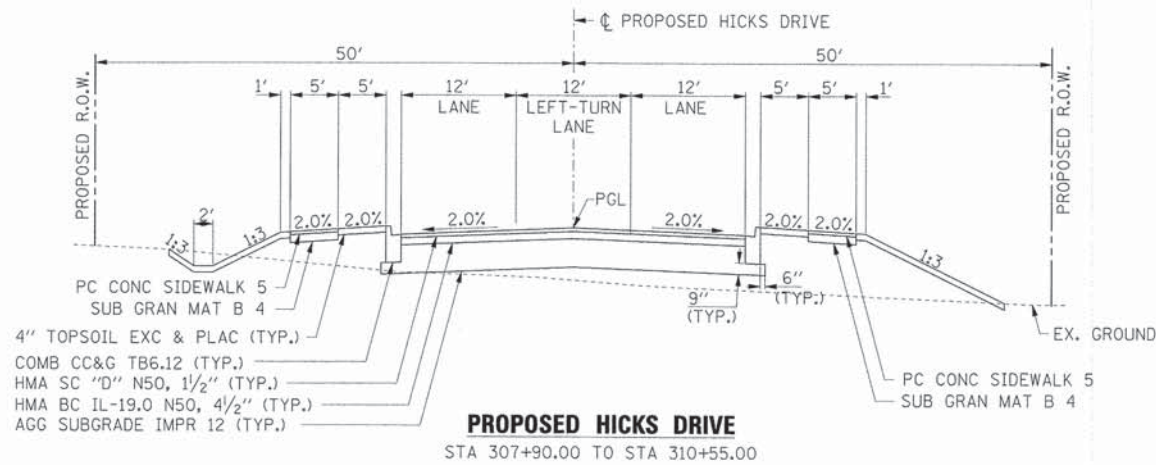 ℄ PROPOSED HICKS DRIVE
50'
50'
PROPOSED R.O.W.
PROPOSED R.O.W.
1'
5'
5'
12'
12'
12'
5'
5'
1'
LANE
LEFT-TURN
LANE
LANE
PGL
2'
2.0%
2.0%
2.0%
2.0%
2.0%
2.0%
1:3
1:3
1:3
PC CONC SIDEWALK 5
SUB GRAN MAT B 4
4" TOPSOIL EXC & PLAC (TYP.)
COMB CC&G TB6.12 (TYP.)
HMA SC "D" N50, 1½" (TYP.)
HMA BC IL-19.0 N50, 4½" (TYP.)
AGG SUBGRADE IMPR 12 (TYP.)
9"
(TYP.)
6"
(TYP.)
EX. GROUND
PC CONC SIDEWALK 5
SUB GRAN MAT B 4
PROPOSED HICKS DRIVE
STA 307+90.00 TO STA 310+55.00